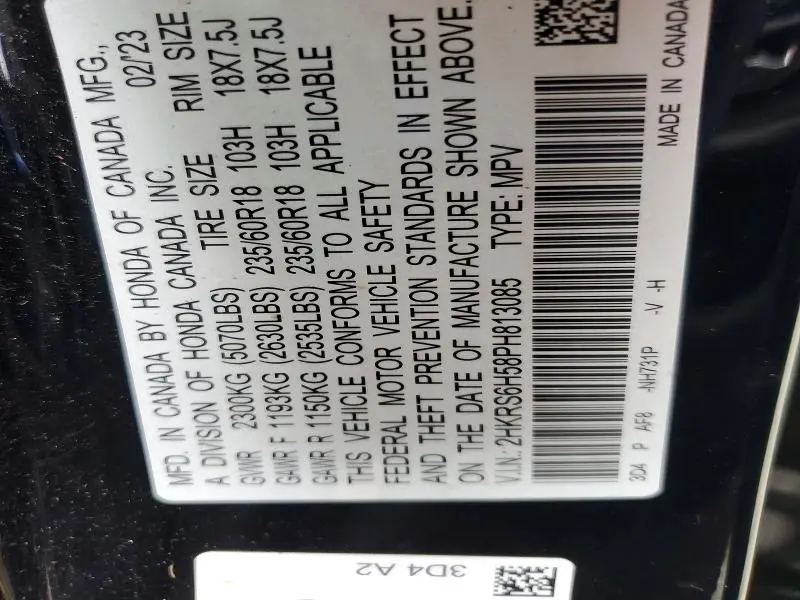 MFD. IN CANADA BY HONDA OF CANADA MFG.,
A DIVISION OF HONDA CANADA INC. 02/'23
GVWR 2300KG (5070LBS) TIRE SIZE RIM SIZE
GAWR F 1193KG (2630LBS) 235/60R18 103H 18X7.5J
GAWR R 1150KG (2535LBS) 235/60R18 103H 18X7.5J
THIS VEHICLE CONFORMS TO ALL APPLICABLE
FEDERAL MOTOR VEHICLE SAFETY
AND THEFT PREVENTION STANDARDS IN EFFECT
ON THE DATE OF MANUFACTURE SHOWN ABOVE.
V.I.N.: 2HKRS6H58PH813085 TYPE: MPV
3D4 P AF8 -NH731P -V -H
MADE IN CANADA
3D4 A2